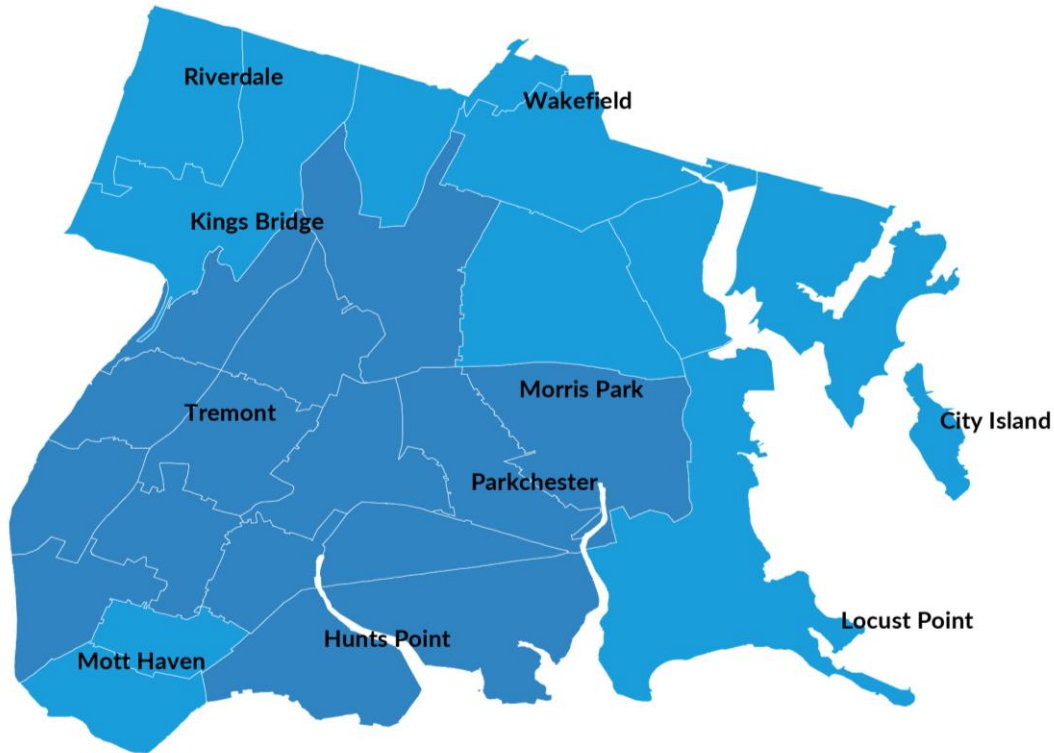 Riverdale
Wakefield
Kings Bridge
Morris Park
Tremont
City Island
Parkchester
Locust Point
Hunts Point
Mott Haven